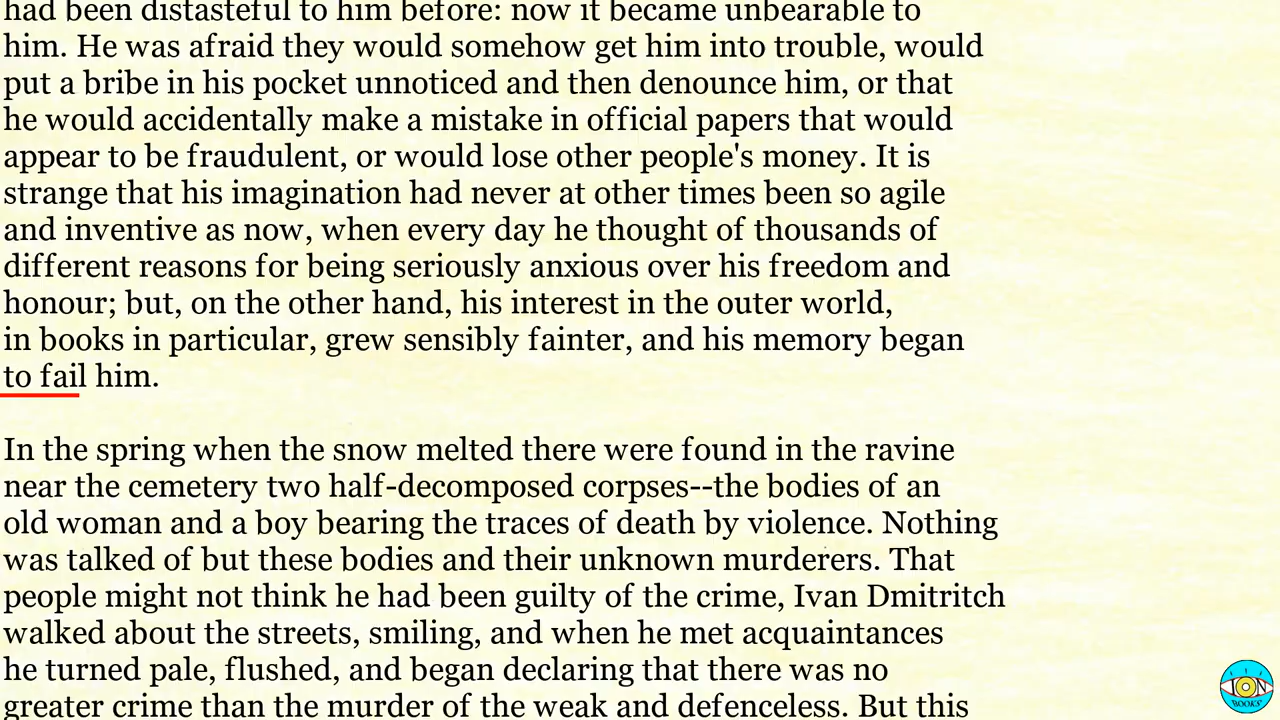 had been distasteful to him before: now it became unbearable to
him. He was afraid they would somehow get him into trouble, would
put a bribe in his pocket unnoticed and then denounce him, or that
he would accidentally make a mistake in official papers that would
appear to be fraudulent, or would lose other people's money. It is
strange that his imagination had never at other times been so agile
and inventive as now, when every day he thought of thousands of
different reasons for being seriously anxious over his freedom and
honour; but, on the other hand, his interest in the outer world,
in books in particular, grew sensibly fainter, and his memory began
to fail him.
In the spring when the snow melted there were found in the ravine
near the cemetery two half-decomposed corpses--the bodies of an
old woman and a boy bearing the traces of death by violence. Nothing
was talked of but these bodies and their unknown murderers. That
people might not think he had been guilty of the crime, Ivan Dmitritch
walked about the streets, smiling, and when he met acquaintances
he turned pale, flushed, and began declaring that there was no
greater crime than the murder of the weak and defenceless. But this
ION
BOOKS